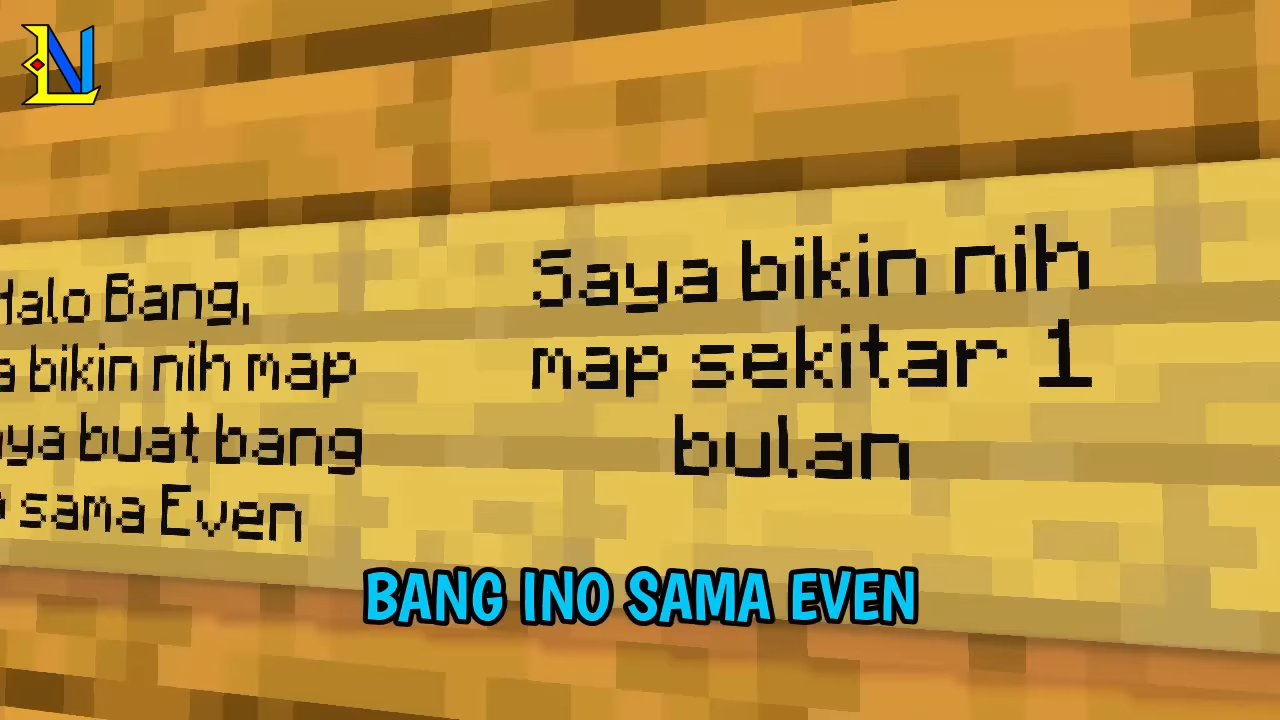 Halo Bang,
bikin nih map
buat bang
sama Even
Saya bikin nih
map sekitar 1
bulan
BANG INO SAMA EVEN